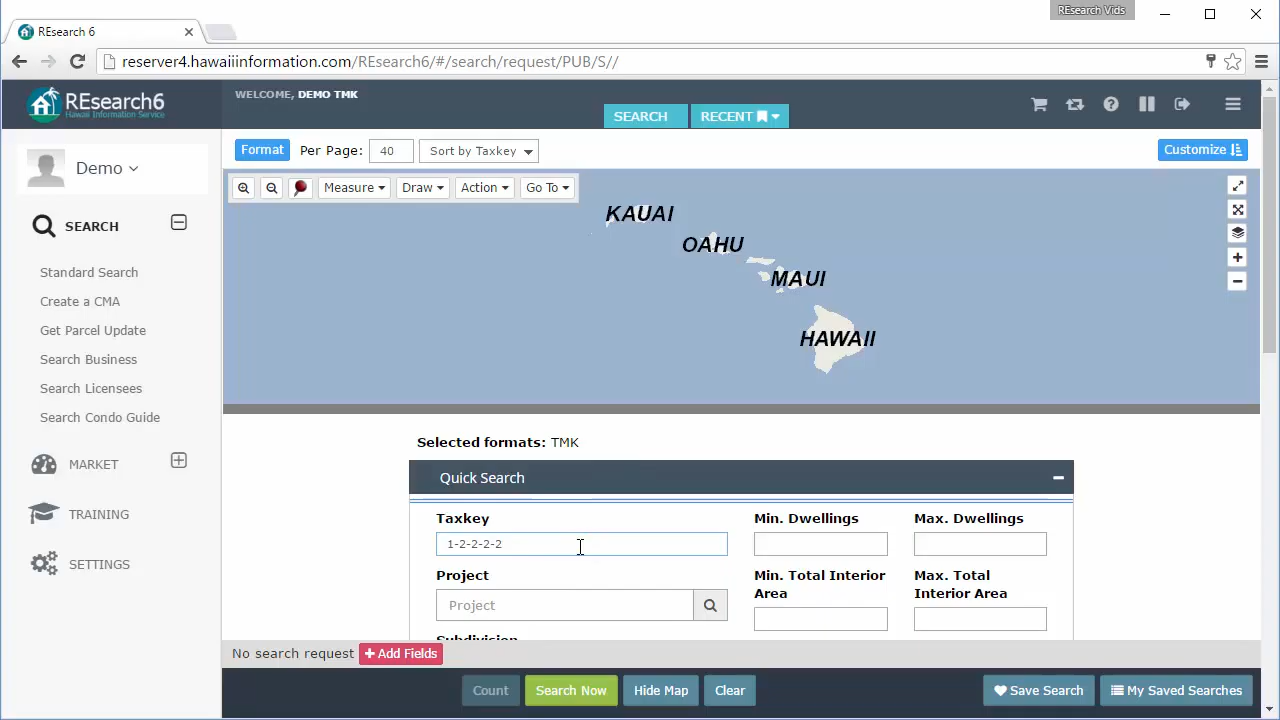 REsearch Vids
REsearch 6
reserver4.hawaiiinformation.com/REsearch6/#/search/request/PUB/S//
REsearch6
Hawaii Information Service
WELCOME, DEMO TMK
SEARCH
RECENT
Format
Per Page:
40
Sort by Taxkey
Customize
Demo
Measure
Draw
Action
Go To
KAUAI
OAHU
MAUI
HAWAII
SEARCH
Standard Search
Create a CMA
Get Parcel Update
Search Business
Search Licensees
Search Condo Guide
MARKET
TRAINING
SETTINGS
Selected formats: TMK
Quick Search
Taxkey
Min. Dwellings
Max. Dwellings
1-2-2-2-2
Project
Min. Total Interior
Area
Max. Total
Interior Area
Project
Subdivision
No search request
Add Fields
Count
Search Now
Hide Map
Clear
Save Search
My Saved Searches